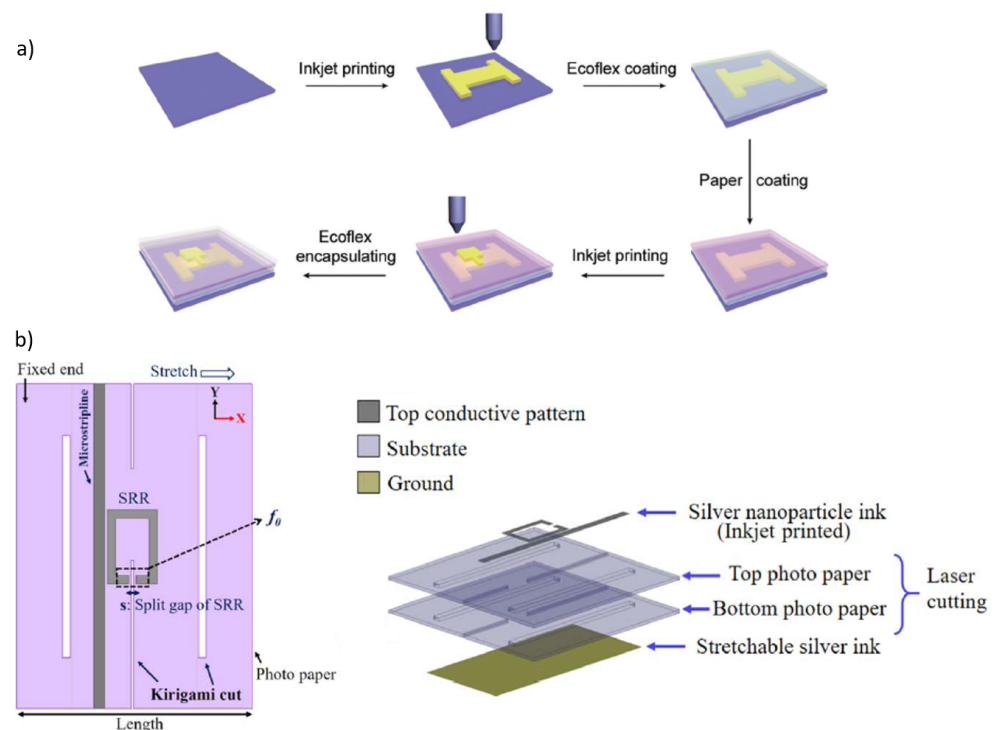 a)
Inkjet printing
Ecoflex coating
Paper coating
Inkjet printing
Ecoflex
encapsulating
b)
Fixed end
Stretch
Y
X
Microstripline
SRR
f0
s: Split gap of SRR
Photo paper
Kirigami cut
Length
Top conductive pattern
Substrate
Ground
Silver nanoparticle ink
(Inkjet printed)
Top photo paper
Bottom photo paper
Laser
cutting
Stretchable silver ink